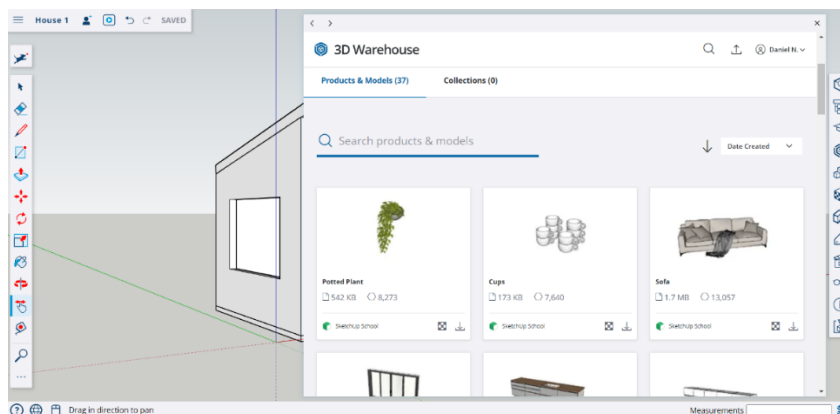 House 1 SAVED
3D Warehouse
Daniel N.
Products & Models (37) Collections (0)
Search products & models
Date Created
Potted Plant Cups Sofa
542 KB 8,273 173 KB 7,640 1.7 MB 13,057
SketchUp School SketchUp School SketchUp School
Drag in direction to pan Measurements